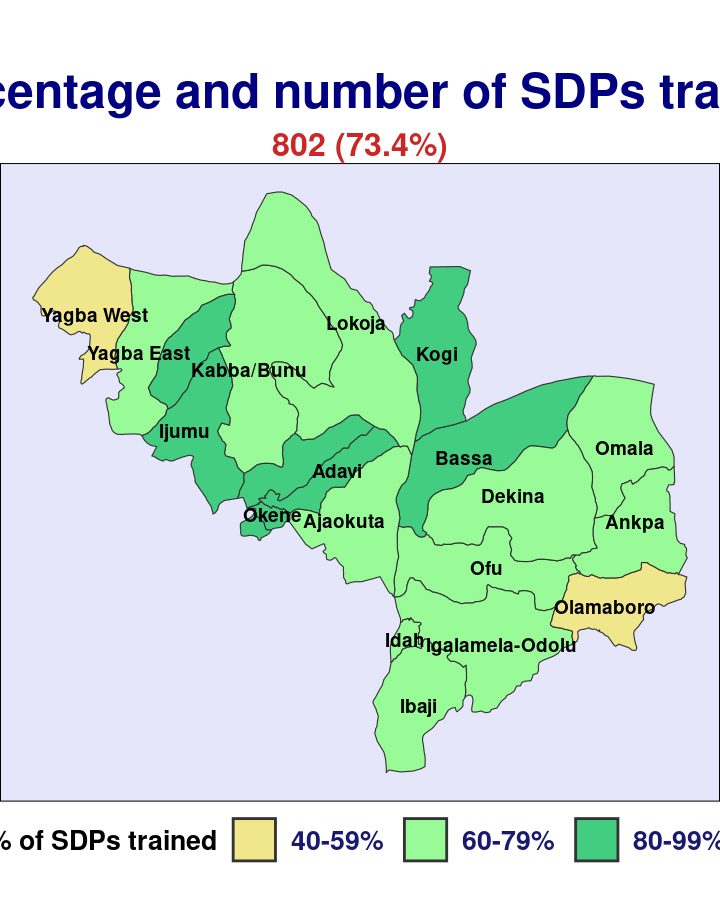 centage and number of SDPs tra
802 (73.4%)
Yagba West
Lokoja
Yagba East
Kogi
Kabba/Bunu
Ijumu
Omala
Bassa
Adavi
Dekina
Okene
Ajaokuta
Ankpa
Ofu
Olamaboro
Idah
Igalamela-Odolu
Ibaji
% of SDPs trained 40-59% 60-79% 80-99%